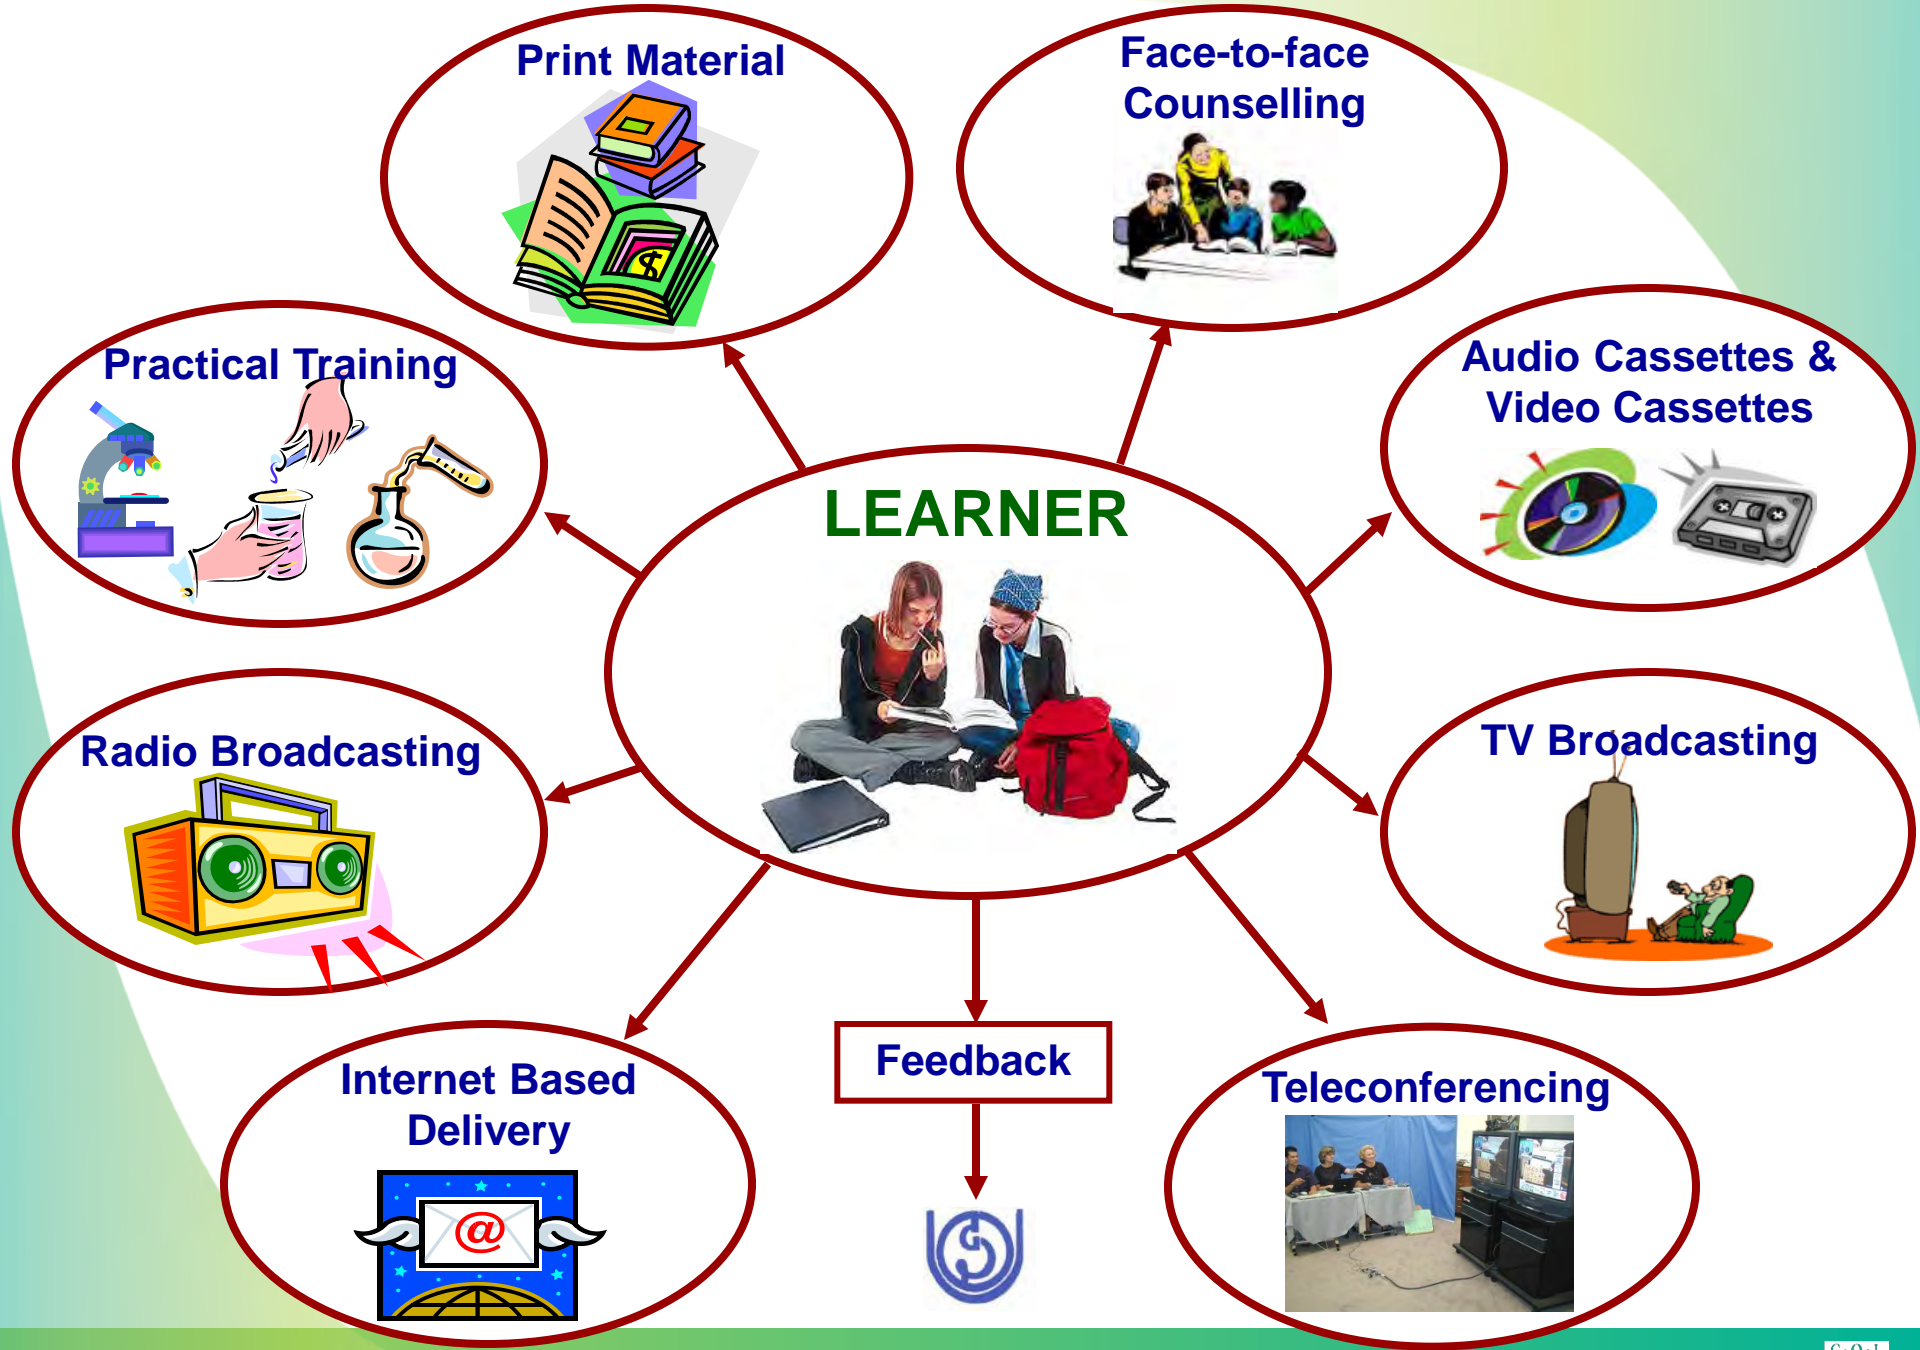 Print Material
Face-to-face
Counselling
Practical Training
Audio Cassettes &
Video Cassettes
LEARNER
$
Radio Broadcasting
TV Broadcasting
Internet Based
Delivery
@
Feedback
Teleconferencing